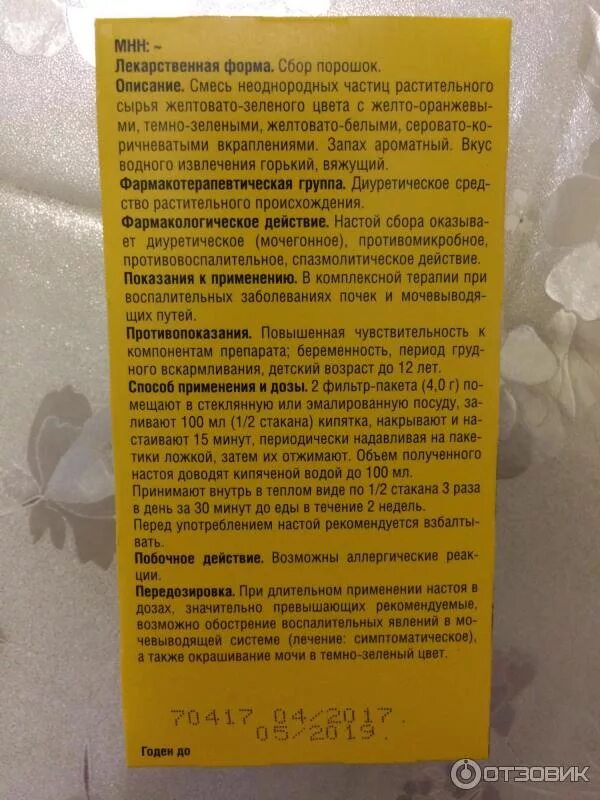 МНН: ~
Лекарственная форма. Сбор порошок.
Описание. Смесь неоднородных частиц растительного
сырья желтовато-зеленого цвета с желто-оранжевы-
ми, темно-зелеными, желтовато-белыми, серовато-ко-
ричневатыми вкраплениями. Запах ароматный. Вкус
водного извлечения горький, вяжущий.
Фармакотерапевтическая группа. Диуретическое сред-
ство растительного происхождения.
Фармакологическое действие. Настой сбора оказыва-
ет диуретическое (мочегонное), противомикробное,
противовоспалительное, спазмолитическое действие.
Показания к применению. В комплексной терапии при
воспалительных заболеваниях почек и мочевыводя-
щих путей.
Противопоказания. Повышенная чувствительность к
компонентам препарата; беременность, период груд-
ного вскармливания, детский возраст до 12 лет.
Способ применения и дозы. 2 фильтр-пакета (4,0 г) по-
мещают в стеклянную или эмалированную посуду, за-
ливают 100 мл (1/2 стакана) кипятка, накрывают и на-
стаивают 15 минут, периодически надавливая на паке-
тики ложкой, затем их отжимают. Объем полученного
настоя доводят кипяченой водой до 100 мл.
Принимают внутрь в теплом виде по 1/2 стакана 3 раза
в день за 30 минут до еды в течение 2 недель.
Перед употреблением настой рекомендуется взбалты-
вать.
Побочное действие. Возможны аллергические реак-
ции.
Передозировка. При длительном применении настоя в
дозах, значительно превышающих рекомендуемые,
возможно обострение воспалительных явлений в мо-
чевыводящей системе (лечение: симптоматическое),
а также окрашивание мочи в темно-зеленый цвет.
70417 04/2017.
05/2019.
Годен до
ОТЗОВИК